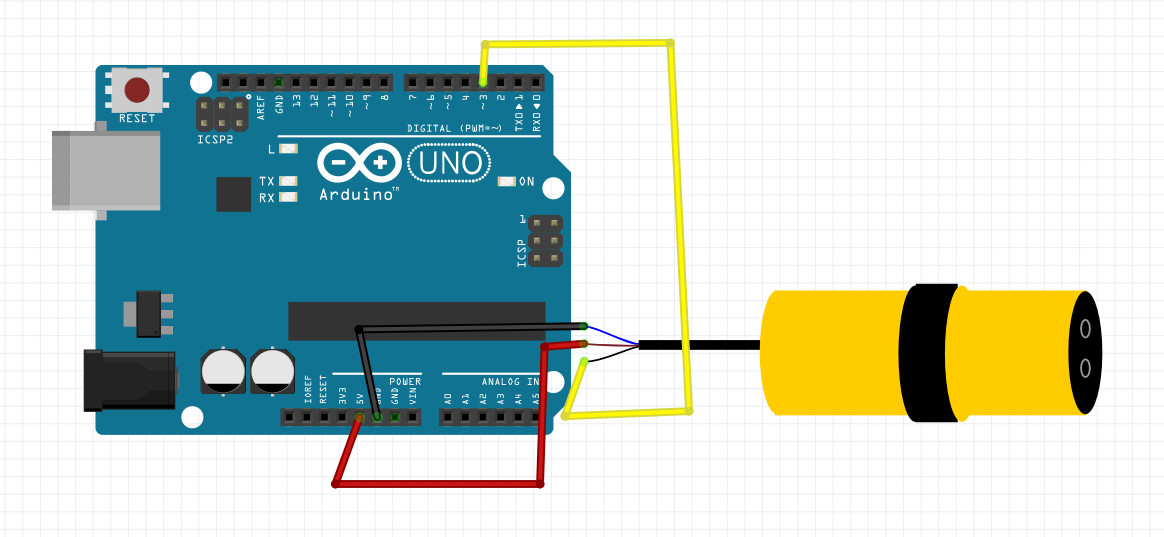 RESET
ICSP2
AREF
GND
13
12
~11
~10
~9
8
7
~6
~5
4
~3
2
TX0▶1
RX0◀0
DIGITAL (PWM=~)
L
TX
RX
UNO
Arduino™
ON
1
ICSP
IOREF
RESET
3V3
5V
GND
GND
VIN
POWER
ANALOG IN
A0
A1
A2
A3
A4
A5